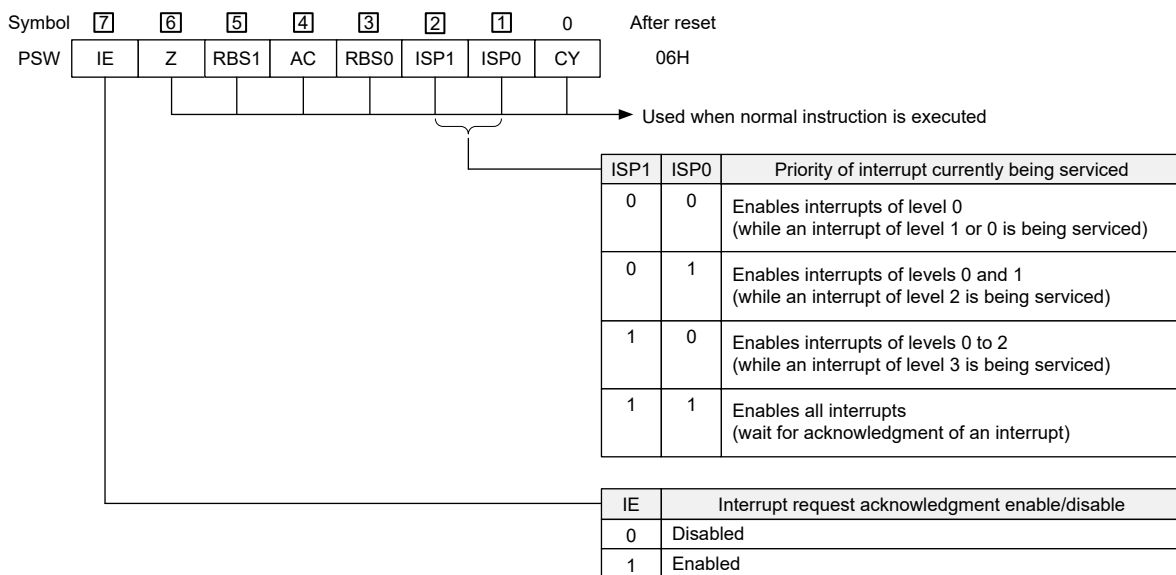 Symbol 7 6 5 4 3 2 1 0 After reset
PSW IE Z RBS1 AC RBS0 ISP1 ISP0 CY 06H
Used when normal instruction is executed
ISP1 ISP0 Priority of interrupt currently being serviced
0 0 Enables interrupts of level 0
(while an interrupt of level 1 or 0 is being serviced)
0 1 Enables interrupts of levels 0 and 1
(while an interrupt of level 2 is being serviced)
1 0 Enables interrupts of levels 0 to 2
(while an interrupt of level 3 is being serviced)
1 1 Enables all interrupts
(wait for acknowledgment of an interrupt)
IE Interrupt request acknowledgment enable/disable
0 Disabled
1 Enabled